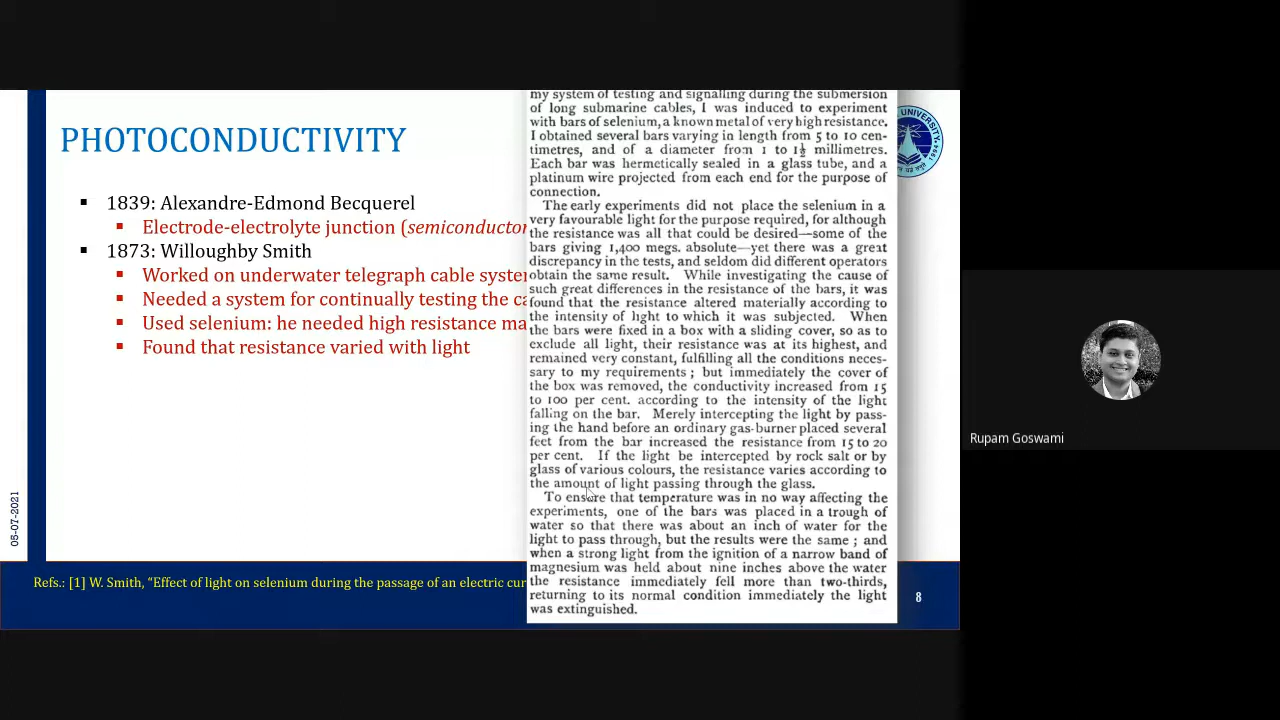 PHOTOCONDUCTIVITY
1839: Alexandre-Edmond Becquerel
Electrode-electrolyte junction (semiconductor
1873: Willoughby Smith
Worked on underwater telegraph cable
Needed a system for continually testing the
Used selenium: he needed high resistance
Found that resistance varied with light
my system of testing and signalling during the submersion
of long submarine cables, I was induced to experiment
with bars of selenium, a known metal of very high resistance.
I obtained several bars varying in length from 5 to 10 cen-
timetres, and of a diameter from 1 to 1½ millimetres.
Each bar was hermetically sealed in a glass tube, and a
platinum wire projected from each end for the purpose of
connection.
The early experiments did not place the selenium in a
very favourable light for the purpose required, for although
the resistance was all that could be desired—some of the
bars giving 1,400 megs. absolute—yet there was a great
discrepancy in the tests, and seldom did different operators
obtain the same result. While investigating the cause of
such great differences in the resistance of the bars, it was
found that the resistance altered materially according to
the intensity of light to which it was subjected. When
the bars were fixed in a box with a sliding cover, so as to
exclude all light, their resistance was at its highest, and
remained very constant, fulfilling all the conditions neces-
sary to my requirements; but immediately the cover of
the box was removed, the conductivity increased from 15
to 100 per cent. according to the intensity of the light
falling on the bar. Merely intercepting the light by pass-
ing the hand before an ordinary gas-burner placed several
feet from the bar increased the resistance from 15 to 20
per cent. If the light be intercepted by rock salt or by
glass of various colours, the resistance varies according to
the amount of light passing through the glass.
To ensure that temperature was in no way affecting the
experiments, one of the bars was placed in a trough of
water so that there was about an inch of water for the
light to pass through, but the results were the same; and
when a strong light from the ignition of a narrow band of
magnesium was held about nine inches above the water
the resistance immediately fell more than two-thirds,
returning to its normal condition immediately the light
was extinguished.
UNIVERSITY
Rupam Goswami
05-07-2021
Refs.: [1] W. Smith, “Effect of light on selenium during the passage of an electric
8